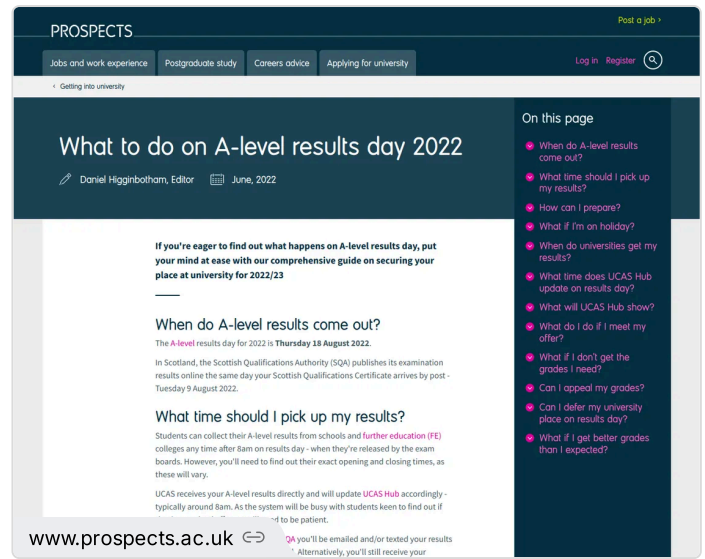 Post a job ›
PROSPECTS
Jobs and work experience
Postgraduate study
Careers advice
Applying for university
Log in
Register
‹ Getting into university
What to do on A-level results day 2022
Daniel Higginbotham, Editor
June, 2022
If you're eager to find out what happens on A-level results day, put
your mind at ease with our comprehensive guide on securing your
place at university for 2022/23
When do A-level results come out?
The A-level results day for 2022 is Thursday 18 August 2022.
In Scotland, the Scottish Qualifications Authority (SQA) publishes its examination
results online the same day your Scottish Qualifications Certificate arrives by post -
Tuesday 9 August 2022.
What time should I pick up my results?
Students can collect their A-level results from schools and further education (FE)
colleges any time after 8am on results day - when they're released by the exam
boards. However, you'll need to find out their exact opening and closing times, as
these will vary.
UCAS receives your A-level results directly and will update UCAS Hub accordingly -
typically around 8am. As the system will be busy with students keen to find out if
to be patient.
you'll be emailed and/or texted your results
Alternatively, you'll still receive your
On this page
When do A-level results
come out?
What time should I pick up
my results?
How can I prepare?
What if I'm on holiday?
When do universities get my
results?
What time does UCAS Hub
update on results day?
What will UCAS Hub show?
What do I do if I meet my
offer?
What if I don't get the
grades I need?
Can I appeal my grades?
Can I defer my university
place on results day?
What if I get better grades
than I expected?
www.prospects.ac.uk